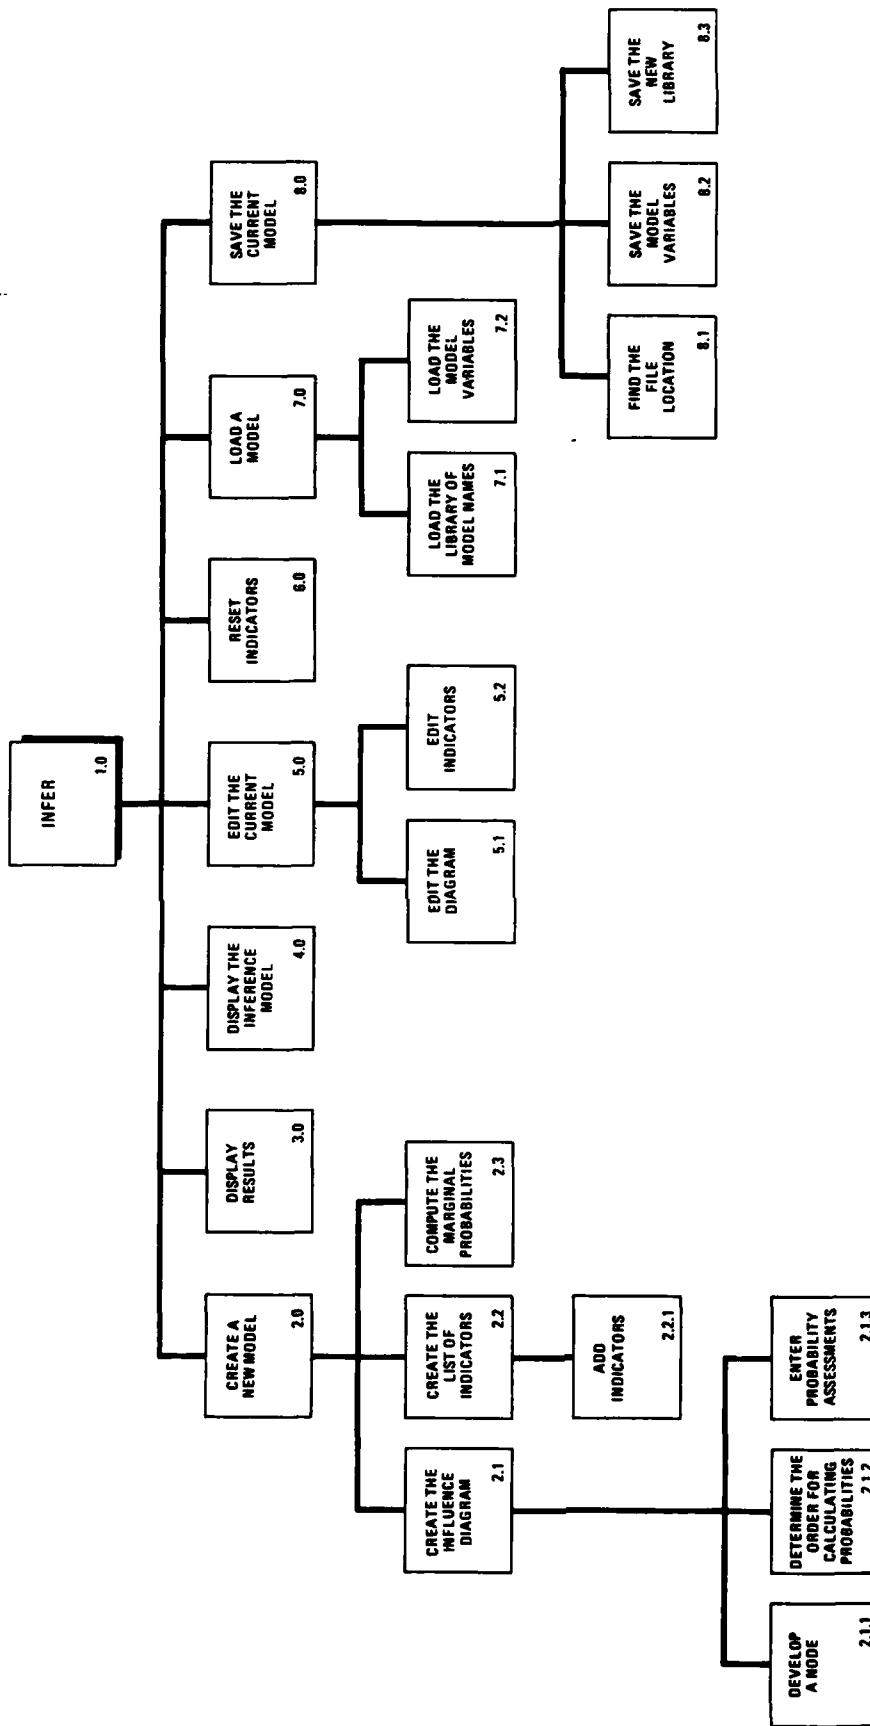 INFER
1.0
CREATE A
NEW MODEL
2.0
DISPLAY
RESULTS
3.0
DISPLAY THE
INFERENCE
MODEL
4.0
EDIT THE
CURRENT
MODEL
5.0
RESET
INDICATORS
6.0
LOAD A
MODEL
7.0
SAVE THE
CURRENT
MODEL
8.0
CREATE THE
INFLUENCE
DIAGRAM
2.1
CREATE THE
LIST OF
INDICATORS
2.2
COMPUTE THE
MARGINAL
PROBABILITIES
2.3
EDIT THE
DIAGRAM
5.1
EDIT
INDICATORS
5.2
LOAD THE
LIBRARY OF
MODEL NAMES
7.1
LOAD THE
MODEL
VARIABLES
7.2
ADD
INDICATORS
2.2.1
FIND THE
FILE
LOCATION
8.1
SAVE THE
MODEL
VARIABLES
8.2
SAVE THE
NEW
LIBRARY
8.3
DEVELOP
A NODE
2.1.1
DETERMINE THE
ORDER FOR
CALCULATING
PROBABILITIES
2.1.2
ENTER
PROBABILITY
ASSESSMENTS
2.1.3